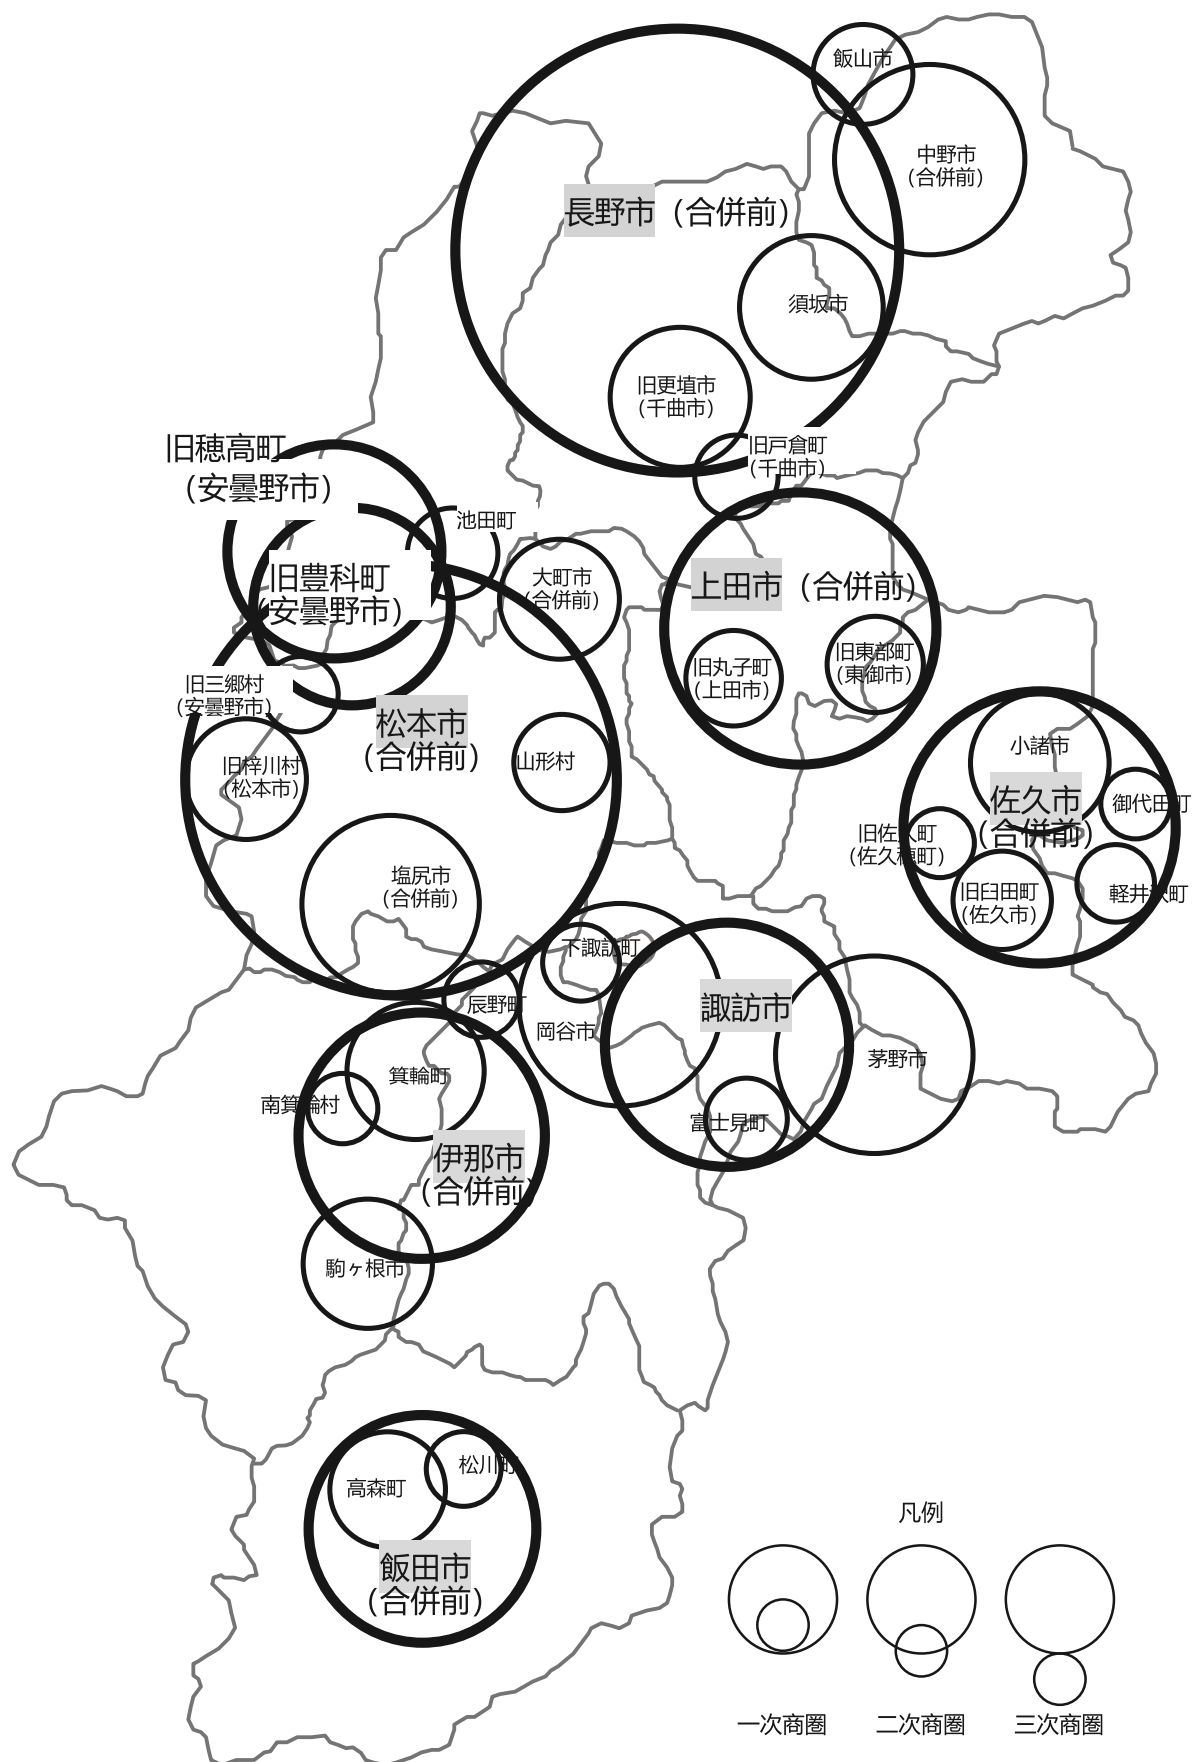 飯山市
中野市
（合併前）
長野市（合併前）
須坂市
旧更埴市
（千曲市）
旧戸倉町
（千曲市）
旧穂高町
（安曇野市）
池田町
旧豊科町
（安曇野市）
大町市
（合併前）
上田市（合併前）
旧丸子町
（上田市）
旧東部町
（東御市）
旧三郷村
（安曇野市）
松本市
（合併前）
山形村
旧梓川村
（松本市）
小諸市
佐久市
（合併前）
御代田町
旧佐久町
（佐久穂町）
旧臼田町
（佐久市）
軽井沢町
塩尻市
（合併前）
下諏訪町
辰野町
岡谷市
諏訪市
茅野市
箕輪町
南箕輪村
富士見町
伊那市
（合併前）
駒ヶ根市
松川町
高森町
飯田市
（合併前）
凡例
一次商圏
二次商圏
三次商圏